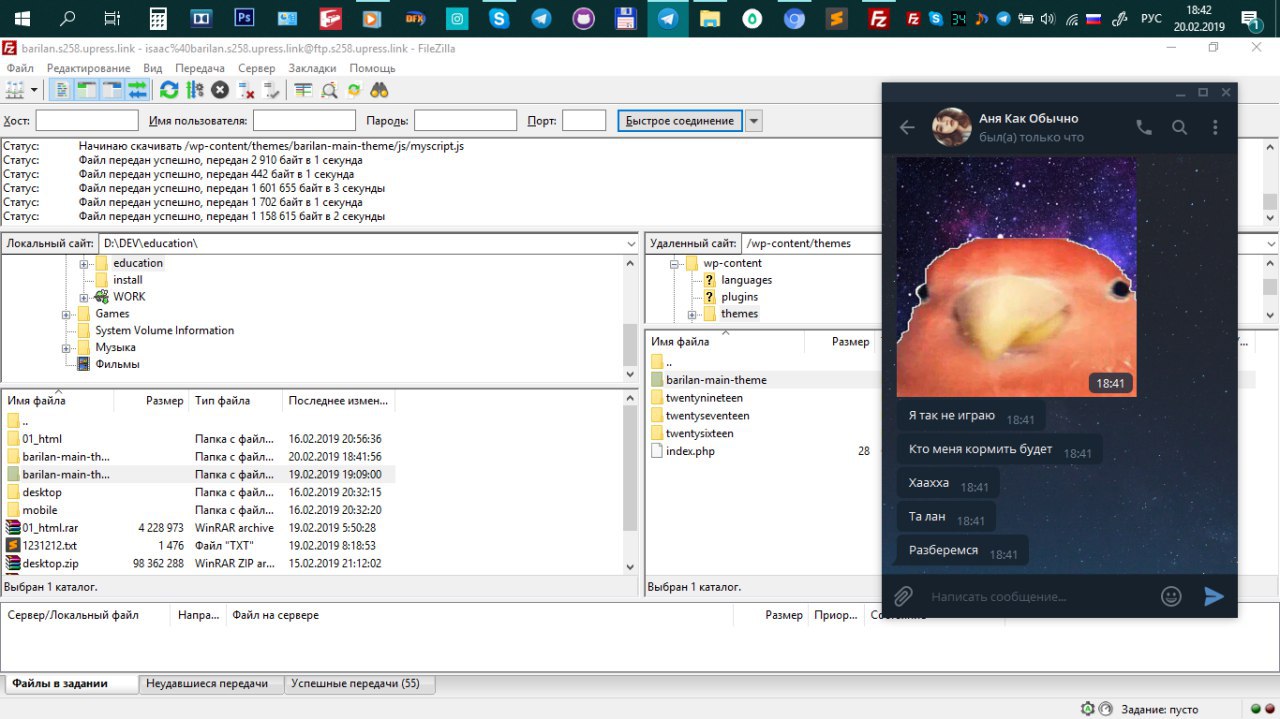 18:42
РУС
20.02.2019
34
DFX
Ps
1
barilan.s258.upress.link - isaac%40barilan.s258.upress.link@ftp.s258.upress.link - FileZilla
Файл Редактирование Вид Передача Сервер Закладки Помощь
Хост: Имя пользователя: Пароль: Порт: Быстрое соединение
Статус: Начинаю скачивать /wp-content/themes/barilan-main-theme/js/myscript.js
Статус: Файл передан успешно, передан 2 910 байт в 1 секунда
Статус: Файл передан успешно, передан 442 байт в 1 секунда
Статус: Файл передан успешно, передан 1 601 655 байт в 3 секунды
Статус: Файл передан успешно, передан 1 702 байт в 1 секунда
Статус: Файл передан успешно, передан 1 158 615 байт в 2 секунды
Локальный сайт: D:\DEV\education\
education
install
WORK
Games
System Volume Information
Музыка
Фильмы
Имя файла Размер Тип файла Последнее измен...
..
01_html Папка с файл... 16.02.2019 20:56:36
barilan-main-th... Папка с файл... 20.02.2019 18:41:56
barilan-main-th... Папка с файл... 19.02.2019 19:09:00
desktop Папка с файл... 16.02.2019 20:32:15
mobile Папка с файл... 16.02.2019 20:32:20
01_html.rar 4 228 973 WinRAR archive 19.02.2019 5:50:28
1231212.txt 1 476 Файл "TXT" 19.02.2019 8:18:53
desktop.zip 98 362 288 WinRAR ZIP ar... 15.02.2019 21:12:02
Выбран 1 каталог.
Удаленный сайт: /wp-content/themes
wp-content
languages
plugins
themes
Имя файла Размер
..
barilan-main-theme
twentynineteen
twentyseventeen
twentysixteen
index.php 28
Выбран 1 каталог.
Аня Как Обычно
был(а) только что
18:41
Я так не играю 18:41
Кто меня кормить будет 18:41
Хаахха 18:41
Та лан 18:41
Разберемся 18:41
Написать сообщение...
Сервер/Локальный файл Напра... Файл на сервере Размер Приор...
Файлы в задании Неудавшиеся передачи Успешные передачи (55)
Задание: пусто